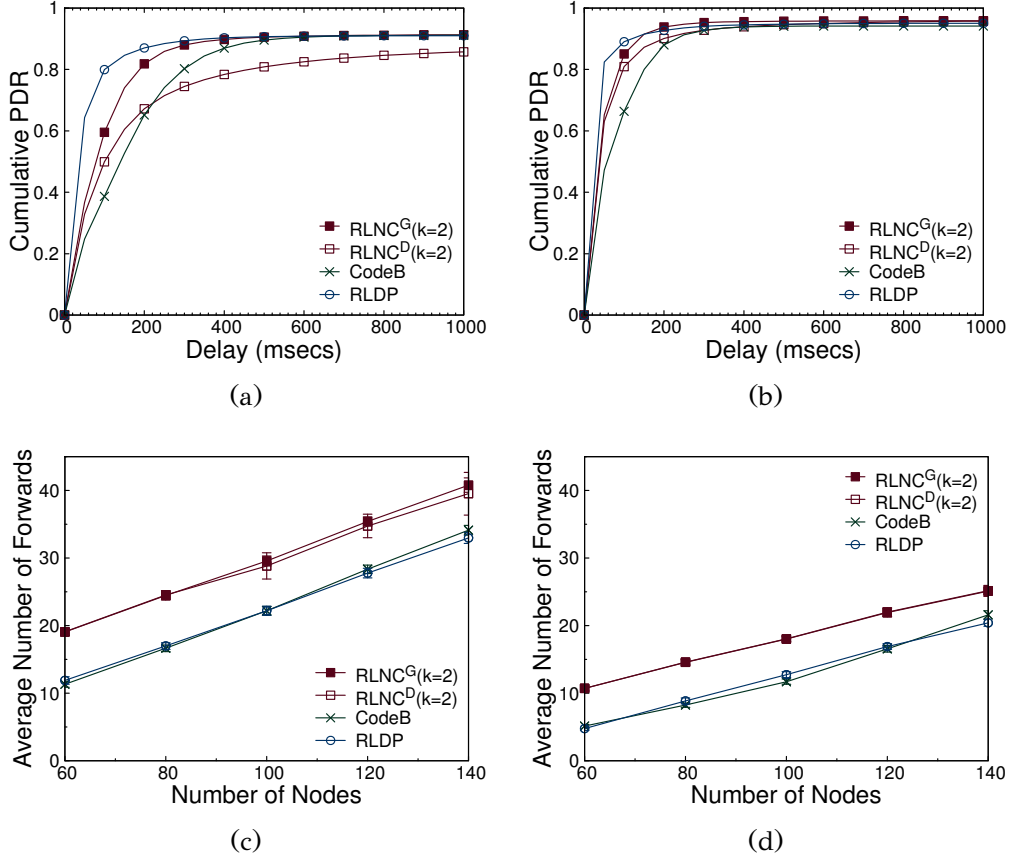 Cumulative PDR
1
0.8
0.6
0.4
0.2
0
0 200 400 600 800 1000
Delay (msecs)
RLNC^G(k=2)
RLNC^D(k=2)
CodeB
RLDP
(a)
Cumulative PDR
1
0.8
0.6
0.4
0.2
0
0 200 400 600 800 1000
Delay (msecs)
RLNC^G(k=2)
RLNC^D(k=2)
CodeB
RLDP
(b)
Average Number of Forwards
40
30
20
10
0
60 80 100 120 140
Number of Nodes
RLNC^G(k=2)
RLNC^D(k=2)
CodeB
RLDP
(c)
Average Number of Forwards
40
30
20
10
0
60 80 100 120 140
Number of Nodes
RLNC^G(k=2)
RLNC^D(k=2)
CodeB
RLDP
(d)